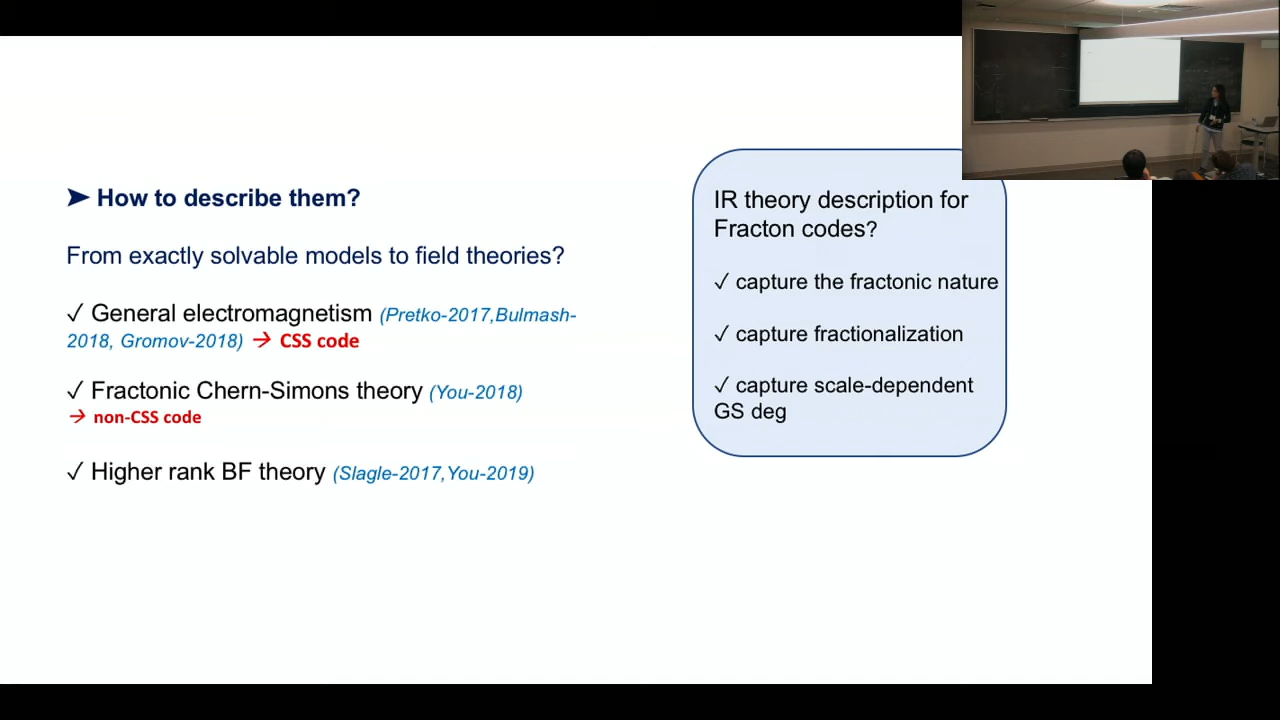 ➤ How to describe them?
From exactly solvable models to field theories?
✓ General electromagnetism (Pretko-2017,Bulmash-
2018, Gromov-2018) → CSS code
✓ Fractonic Chern-Simons theory (You-2018)
→ non-CSS code
✓ Higher rank BF theory (Slagle-2017,You-2019)
IR theory description for
Fracton codes?
✓ capture the fractonic nature
✓ capture fractionalization
✓ capture scale-dependent
GS deg